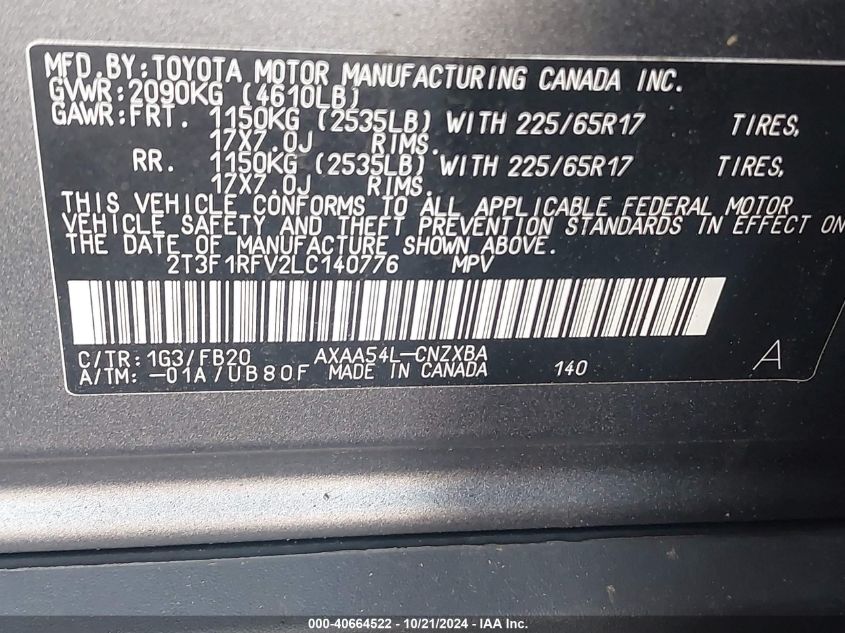 MFD.BY:TOYOTA MOTOR MANUFACTURING CANADA INC.
GVWR:2090KG (4610LB)
GAWR:FRT. 1150KG (2535LB) WITH 225/65R17 TIRES,
17X7.0J RIMS.
RR. 1150KG (2535LB) WITH 225/65R17 TIRES,
17X7.0J RIMS.
THIS VEHICLE CONFORMS TO ALL APPLICABLE FEDERAL MOTOR
VEHICLE SAFETY AND THEFT PREVENTION STANDARDS IN EFFECT ON
THE DATE OF MANUFACTURE SHOWN ABOVE.
2T3F1RFV2LC140776 MPV
C/TR:1G3/FB20 AXAA54L-CNZXBA A
A/TM:-01A/UB80F MADE IN CANADA 140
000-40664522 - 10/21/2024 - IAA Inc.